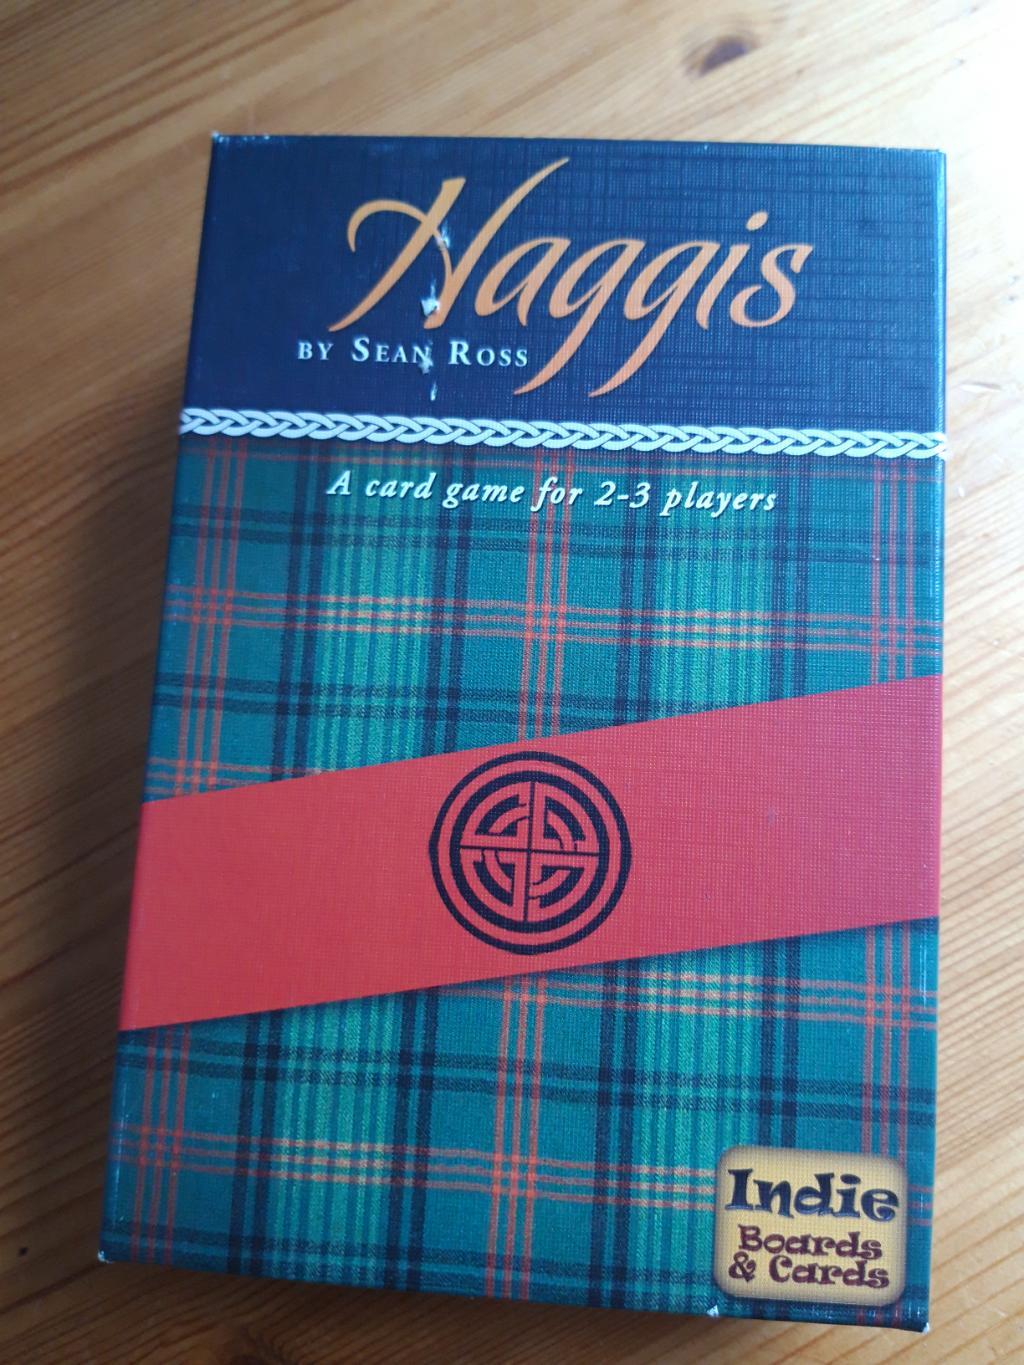 Haggis
BY SEAN ROSS
A card game for 2-3 players
Indie
Boards
& Cards